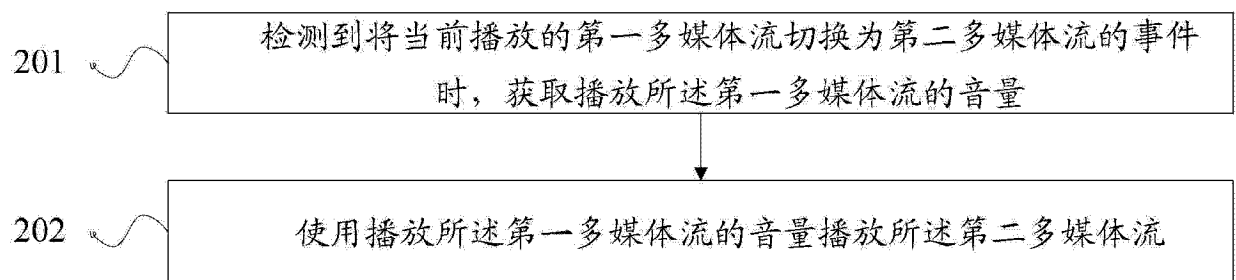 201
检测到将当前播放的第一多媒体流切换为第二多媒体流的事件
时，获取播放所述第一多媒体流的音量
202
使用播放所述第一多媒体流的音量播放所述第二多媒体流